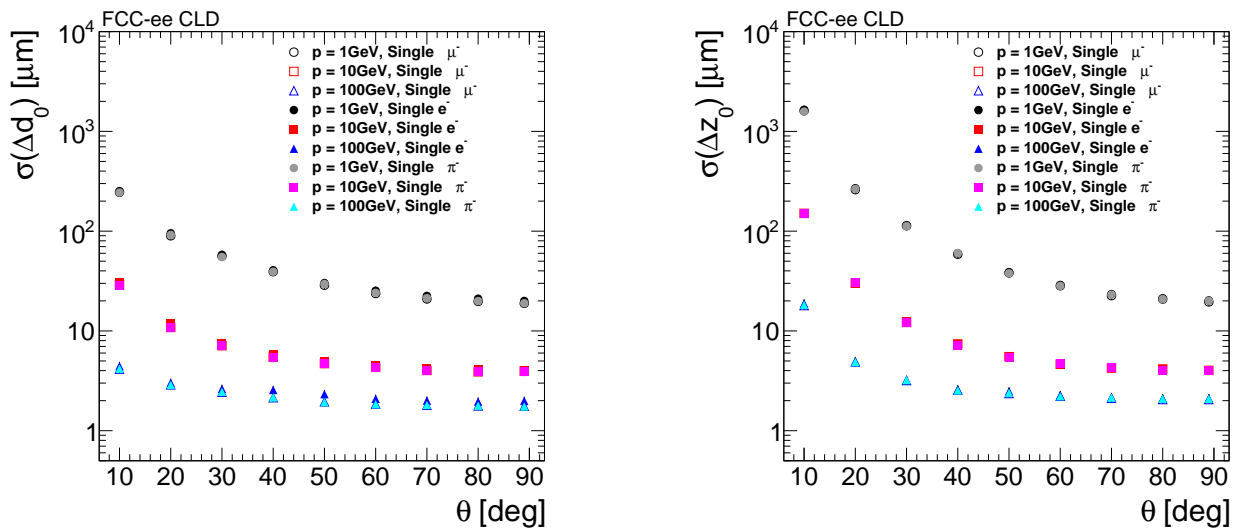 FCC-ee CLD
σ(Δd₀) [μm]
10⁴
10³
10²
10
1
p = 1GeV, Single μ⁻
p = 10GeV, Single μ⁻
p = 100GeV, Single μ⁻
p = 1GeV, Single e⁻
p = 10GeV, Single e⁻
p = 100GeV, Single e⁻
p = 1GeV, Single π⁻
p = 10GeV, Single π⁻
p = 100GeV, Single π⁻
10 20 30 40 50 60 70 80 90
θ [deg]
FCC-ee CLD
σ(Δz₀) [μm]
10⁴
10³
10²
10
1
p = 1GeV, Single μ⁻
p = 10GeV, Single μ⁻
p = 100GeV, Single μ⁻
p = 1GeV, Single e⁻
p = 10GeV, Single e⁻
p = 100GeV, Single e⁻
p = 1GeV, Single π⁻
p = 10GeV, Single π⁻
p = 100GeV, Single π⁻
10 20 30 40 50 60 70 80 90
θ [deg]